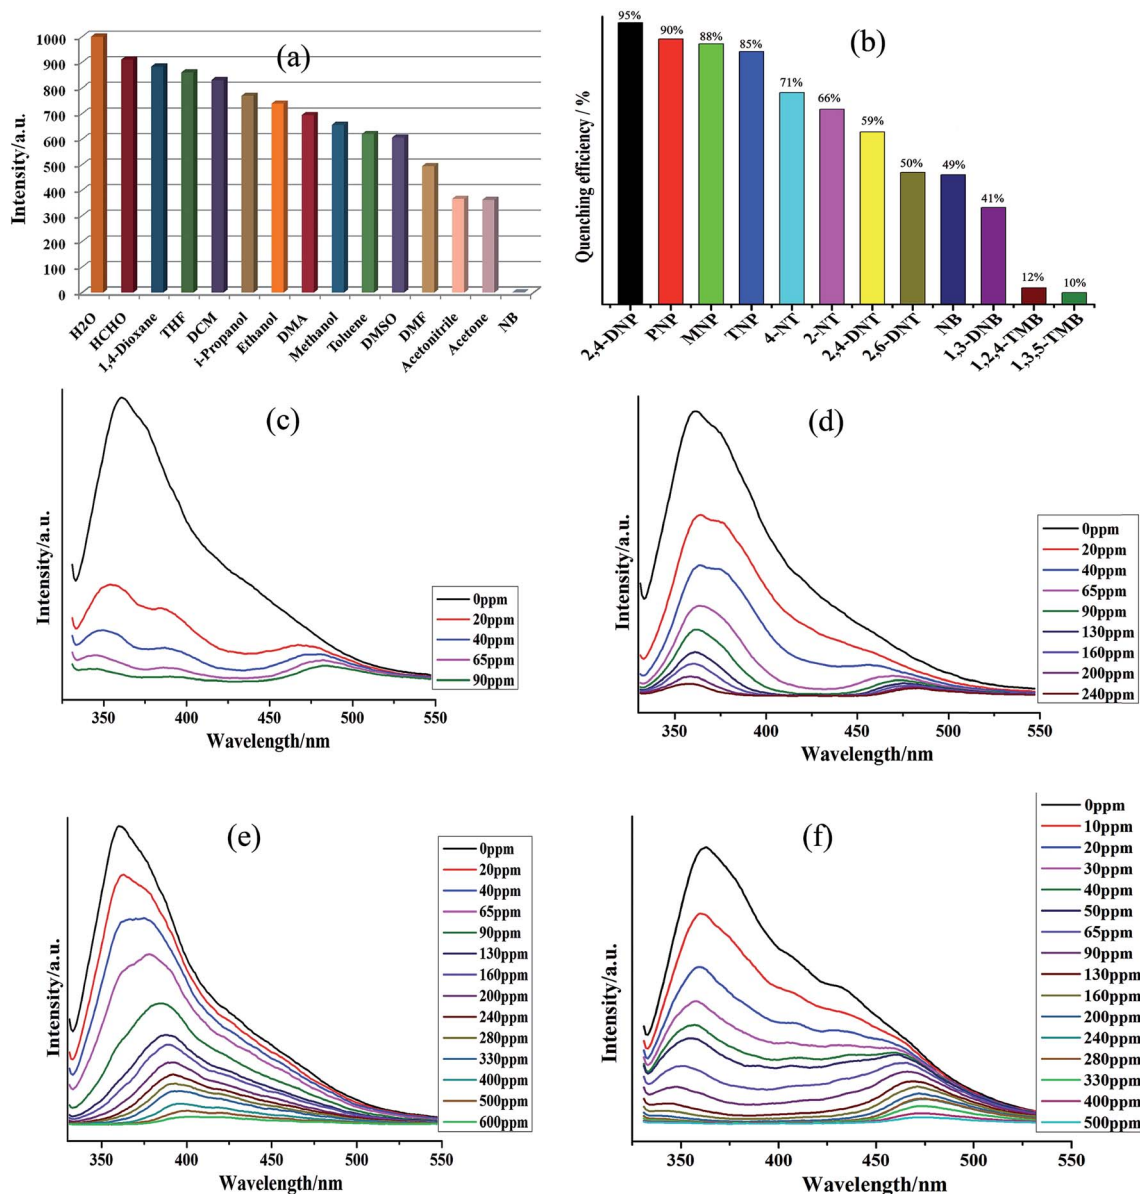 (a)
Intensity/a.u.
1000
900
800
700
600
500
400
300
200
100
0
H2O
HCHO
1,4-Dioxane
THF
DCM
i-Propanol
Ethanol
DMA
Methanol
Toluene
DMSO
DMF
Acetonitrile
Acetone
NB
(b)
Quenching efficiency / %
95%
90%
88%
85%
71%
66%
59%
50%
49%
41%
12%
10%
2,4-DNP
PNP
MNP
TNP
4-NT
2-NT
2,4-DNT
2,6-DNT
NB
1,3-DNB
1,2,4-TMB
1,3,5-TMB
(c)
Intensity/a.u.
0ppm
20ppm
40ppm
65ppm
90ppm
350 400 450 500 550
Wavelength/nm
(d)
Intensity/a.u.
0ppm
20ppm
40ppm
65ppm
90ppm
130ppm
160ppm
200ppm
240ppm
350 400 450 500 550
Wavelength/nm
(e)
Intensity/a.u.
0ppm
20ppm
40ppm
65ppm
90ppm
130ppm
160ppm
200ppm
240ppm
280ppm
330ppm
400ppm
500ppm
600ppm
350 400 450 500 550
Wavelength/nm
(f)
Intensity/a.u.
0ppm
10ppm
20ppm
30ppm
40ppm
50ppm
65ppm
90ppm
130ppm
160ppm
200ppm
240ppm
280ppm
330ppm
400ppm
500ppm
350 400 450 500 550
Wavelength/nm